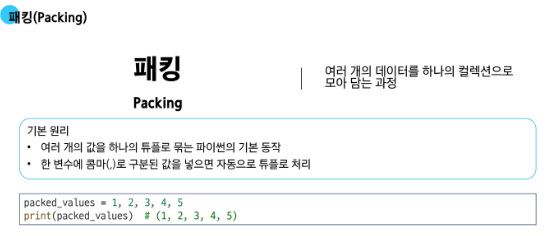 패킹(Packing)
패킹
Packing
여러 개의 데이터를 하나의 컬렉션으로
모아 담는 과정
기본 원리
• 여러 개의 값을 하나의 튜플로 묶는 파이썬의 기본 동작
• 한 변수에 콤마(,)로 구분된 값을 넣으면 자동으로 튜플로 처리
packed_values = 1, 2, 3, 4, 5
print(packed_values)  # (1, 2, 3, 4, 5)